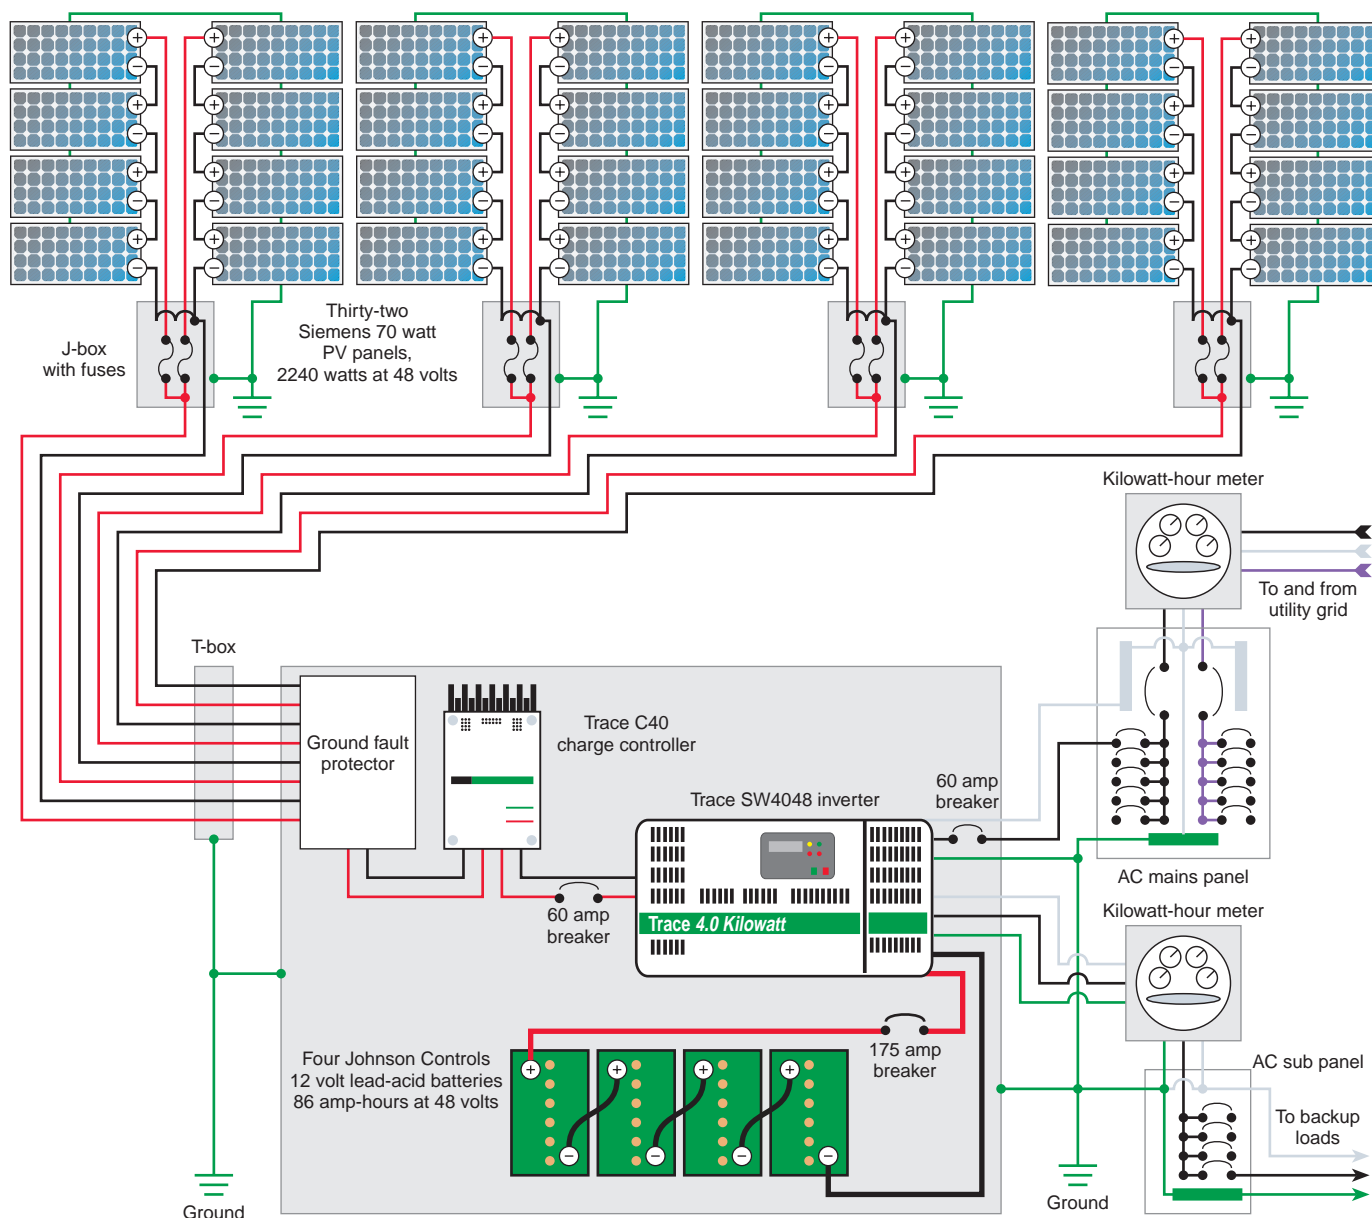 Thirty-two
Siemens 70 watt
PV panels,
2240 watts at 48 volts
J-box
with fuses
Kilowatt-hour meter
To and from
utility grid
T-box
Ground fault
protector
Trace C40
charge controller
Trace SW4048 inverter
60 amp
breaker
60 amp
breaker
Trace 4.0 Kilowatt
AC mains panel
Kilowatt-hour meter
175 amp
breaker
Four Johnson Controls
12 volt lead-acid batteries
86 amp-hours at 48 volts
AC sub panel
To backup
loads
Ground
Ground